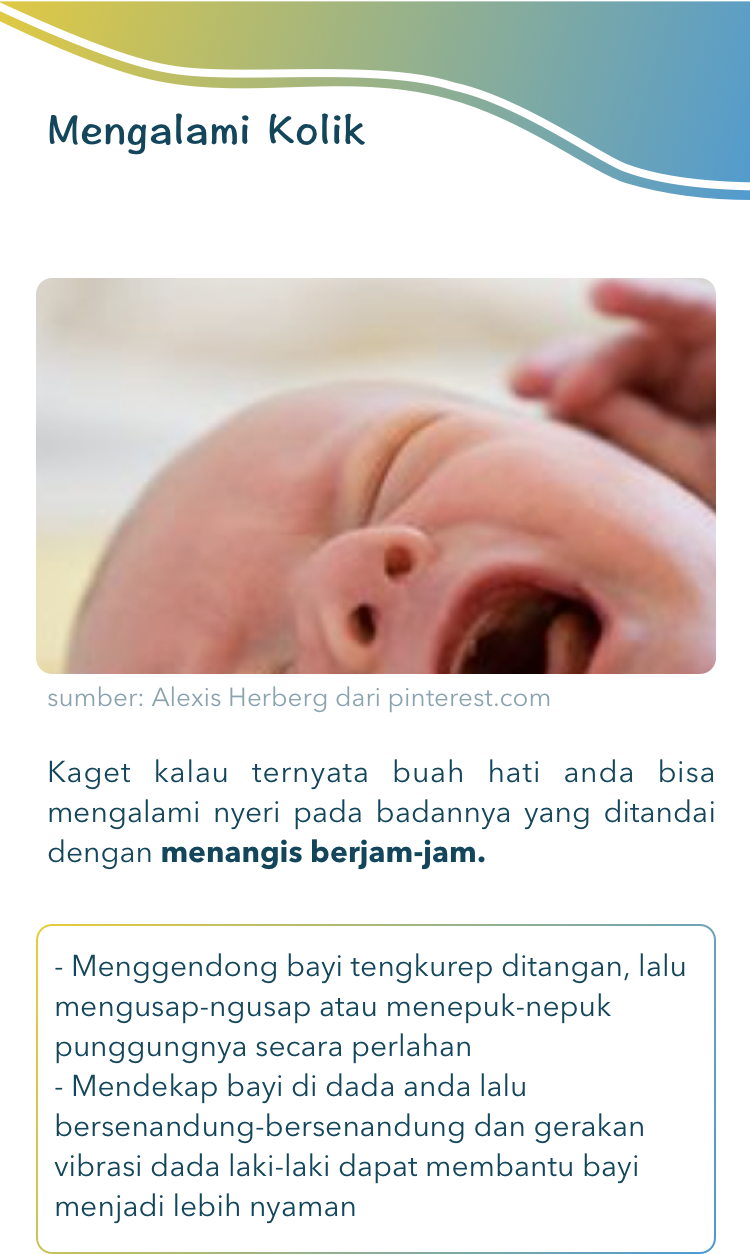 Mengalami Kolik
sumber: Alexis Herberg dari pinterest.com
Kaget kalau ternyata buah hati anda bisa
mengalami nyeri pada badannya yang ditandai
dengan menangis berjam-jam.
- Menggendong bayi tengkurep ditangan, lalu
mengusap-ngusap atau menepuk-nepuk
punggungnya secara perlahan
- Mendekap bayi di dada anda lalu
bersenandung-bersenandung dan gerakan
vibrasi dada laki-laki dapat membantu bayi
menjadi lebih nyaman